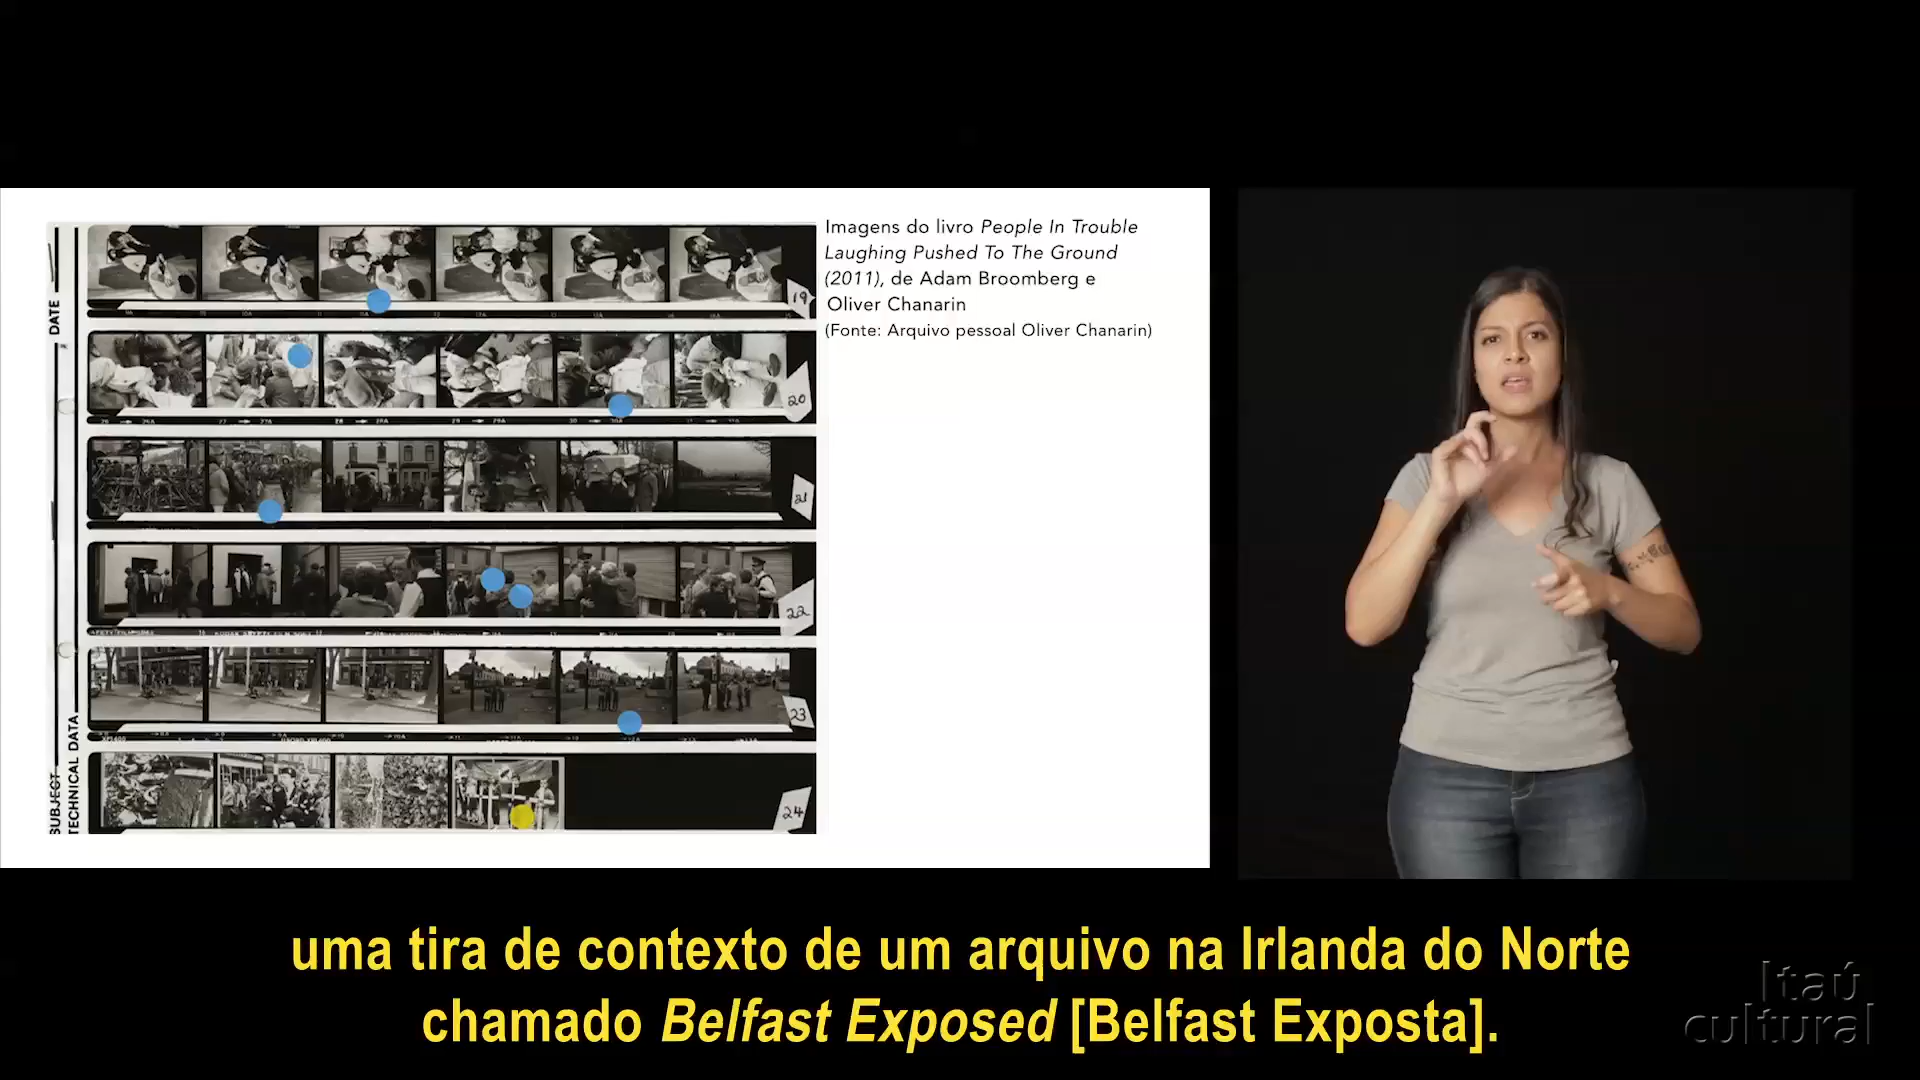 Imagens do livro People In Trouble
Laughing Pushed To The Ground
(2011), de Adam Broomberg e
Oliver Chanarin
(Fonte: Arquivo pessoal Oliver Chanarin)
DATE
SUBJECT
TECHNICAL DATA
19
20
21
22
23
24
uma tira de contexto de um arquivo na Irlanda do Norte
chamado Belfast Exposed [Belfast Exposta].
Itaú
cultural